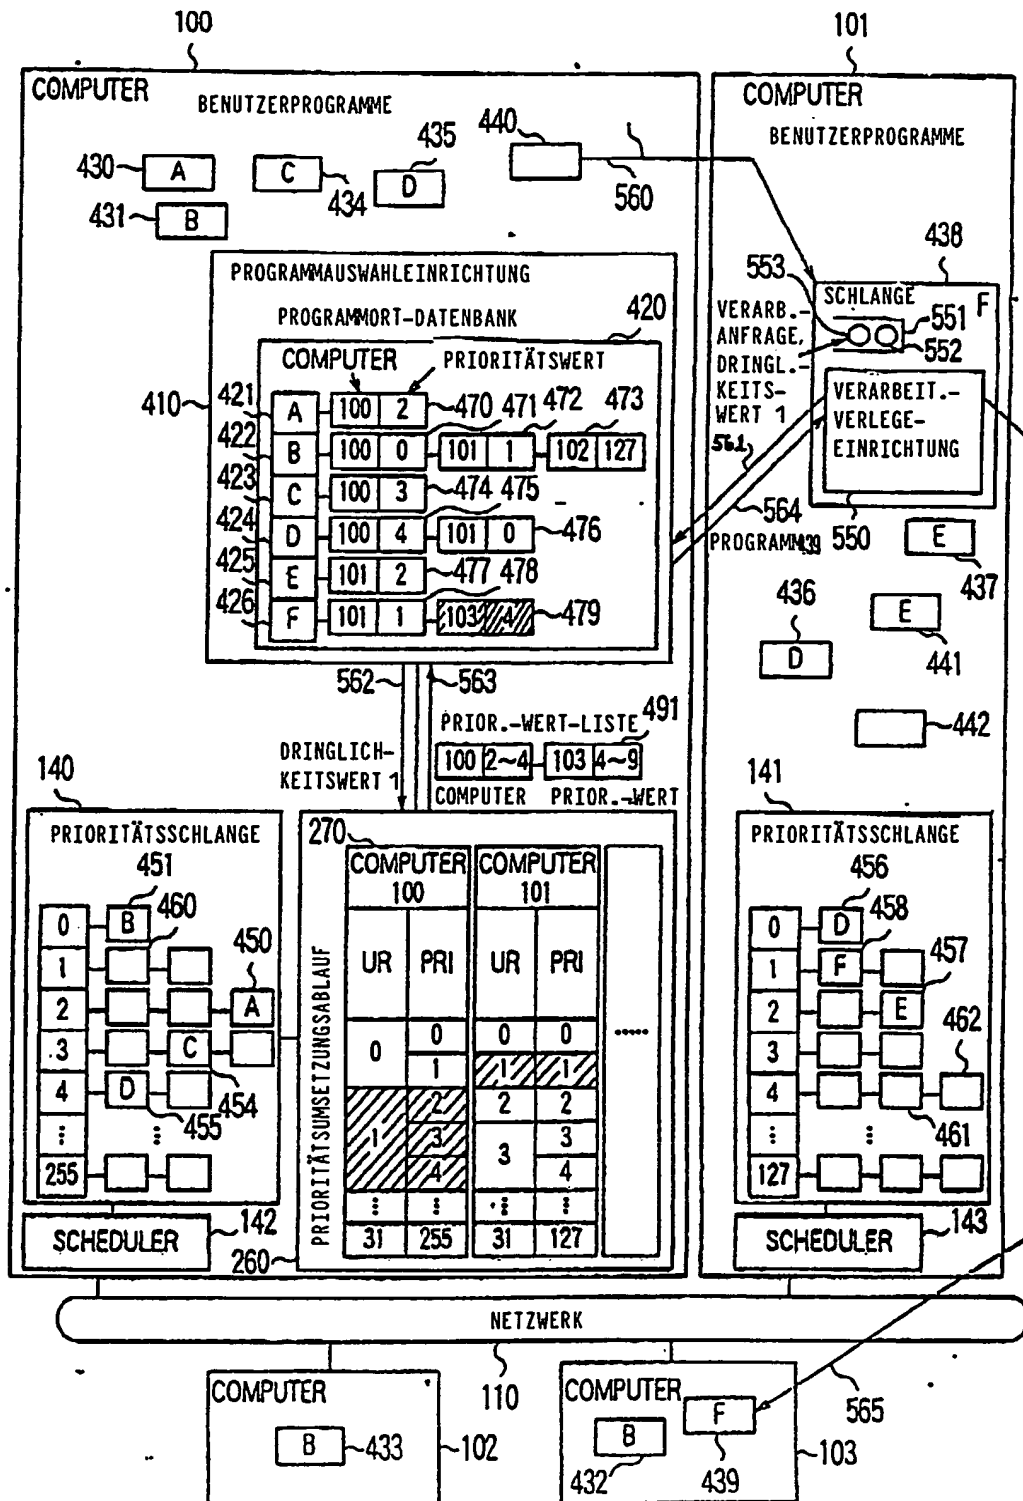 100
101
COMPUTER
BENUTZERPROGRAMME
440
435
430
A
C
D
434
431
B
560
COMPUTER
BENUTZERPROGRAMME
438
553
SCHLANGE
F
551
552
VERARB.-
ANFRAGE,
DRINGL.-
KEITS-
WERT 1
VERARBEIT.-
VERLEGE-
EINRICHTUNG
561
564
550
PROGRAMM439
E
437
436
E
441
D
442
PROGRAMMAUSWAHLEINRICHTUNG
PROGRAMMORT-DATENBANK
420
COMPUTER
PRIORITÄTSWERT
410
421 A 100 2 470 471 472 473
422 B 100 0 101 1 102 127
423 C 100 3 474 475
424 D 100 4 101 0 476
425 E 101 2 477 478
426 F 101 1 103 4 479
562
563
DRINGLICH-
KEITSWERT 1
PRIOR.-WERT-LISTE
491
100 2~4 103 4~9
COMPUTER PRIOR.-WERT
140
PRIORITÄTSSCHLANGE
451
460
450
0 B
1
2 A
3 C
4 D
454
455
⋮ ⋮
255
SCHEDULER
142
270
PRIORITÄTSUMSETZUNGSABLAUF
COMPUTER COMPUTER
100 101
UR PRI UR PRI
.....
0 0 0 0
1 1 1
1 2 2 2
3 3 3
4 4
⋮ ⋮ ⋮ ⋮
31 255 31 127
260
141
PRIORITÄTSSCHLANGE
456
458
457
0 D
1 F
2 E
462
3
4
461
⋮ ⋮
127
SCHEDULER
143
NETZWERK
110
COMPUTER
B
433
102
COMPUTER
F
B
432
439
103
565